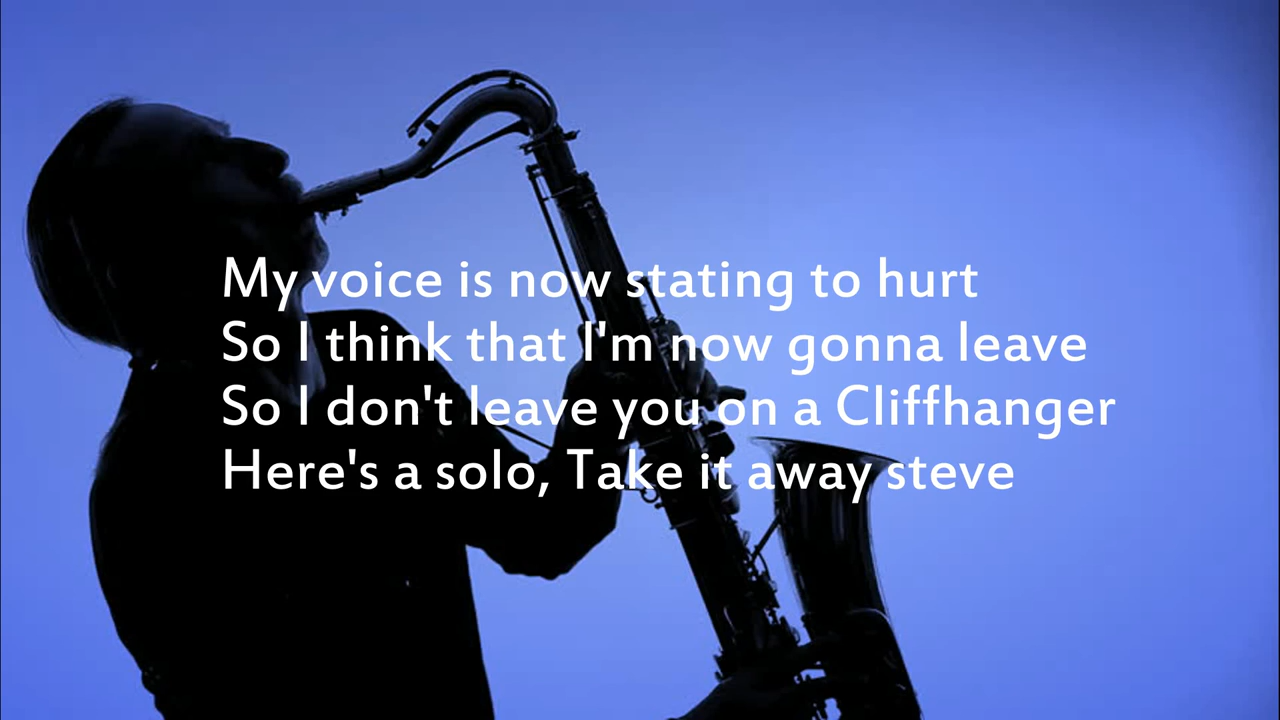 My voice is now stating to hurt
So I think that I'm now gonna leave
So I don't leave you on a Cliffhanger
Here's a solo, Take it away steve